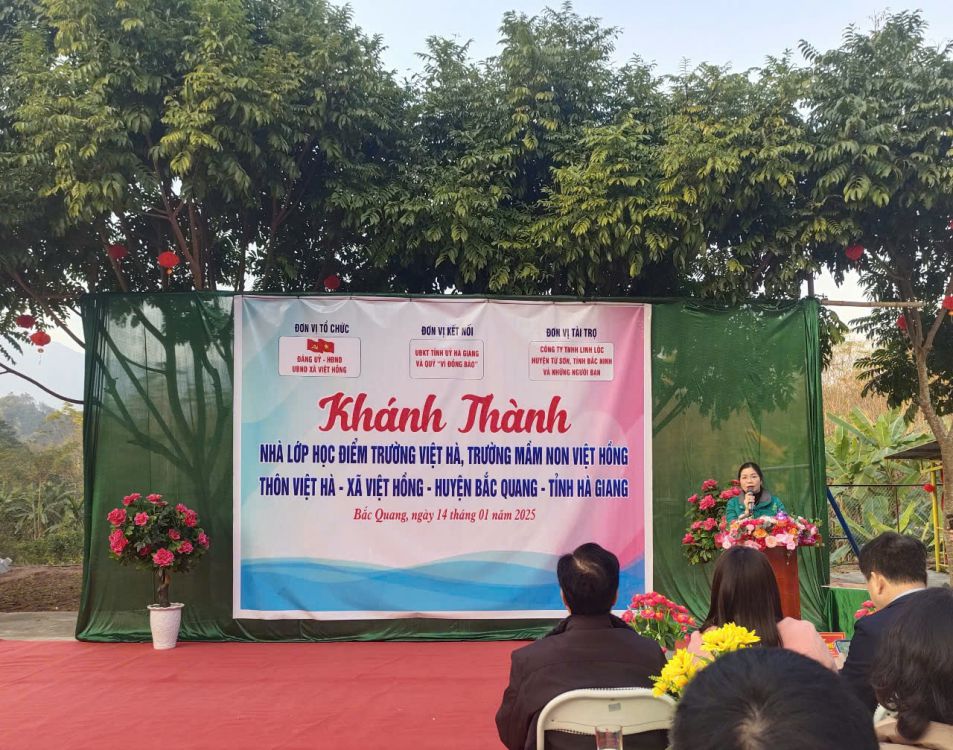 ĐƠN VỊ TỔ CHỨC
ĐẢNG ỦY - HĐND
UBND XÃ VIỆT HỒNG
ĐƠN VỊ KẾT NỐI
UBKT TỈNH UỶ HÀ GIANG
VÀ QUỸ "VÌ ĐỒNG BÀO"
ĐƠN VỊ TÀI TRỢ
CÔNG TY TNHH LINH LỘC
HUYỆN TỪ SƠN, TỈNH BẮC NINH
VÀ NHỮNG NGƯỜI BẠN
Khánh Thành
NHÀ LỚP HỌC ĐIỂM TRƯỜNG VIỆT HÀ, TRƯỜNG MẦM NON VIỆT HỒNG
THÔN VIỆT HÀ - XÃ VIỆT HỒNG - HUYỆN BẮC QUANG - TỈNH HÀ GIANG
Bắc Quang, ngày 14 tháng 01 năm 2025